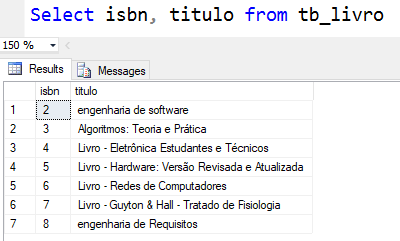 Select isbn, titulo from tb_livro
150 %
Results Messages
isbn titulo
1 2 engenharia de software
2 3 Algoritmos: Teoria e Prática
3 4 Livro - Eletrônica Estudantes e Técnicos
4 5 Livro - Hardware: Versão Revisada e Atualizada
5 6 Livro - Redes de Computadores
6 7 Livro - Guyton & Hall - Tratado de Fisiologia
7 8 engenharia de Requisitos